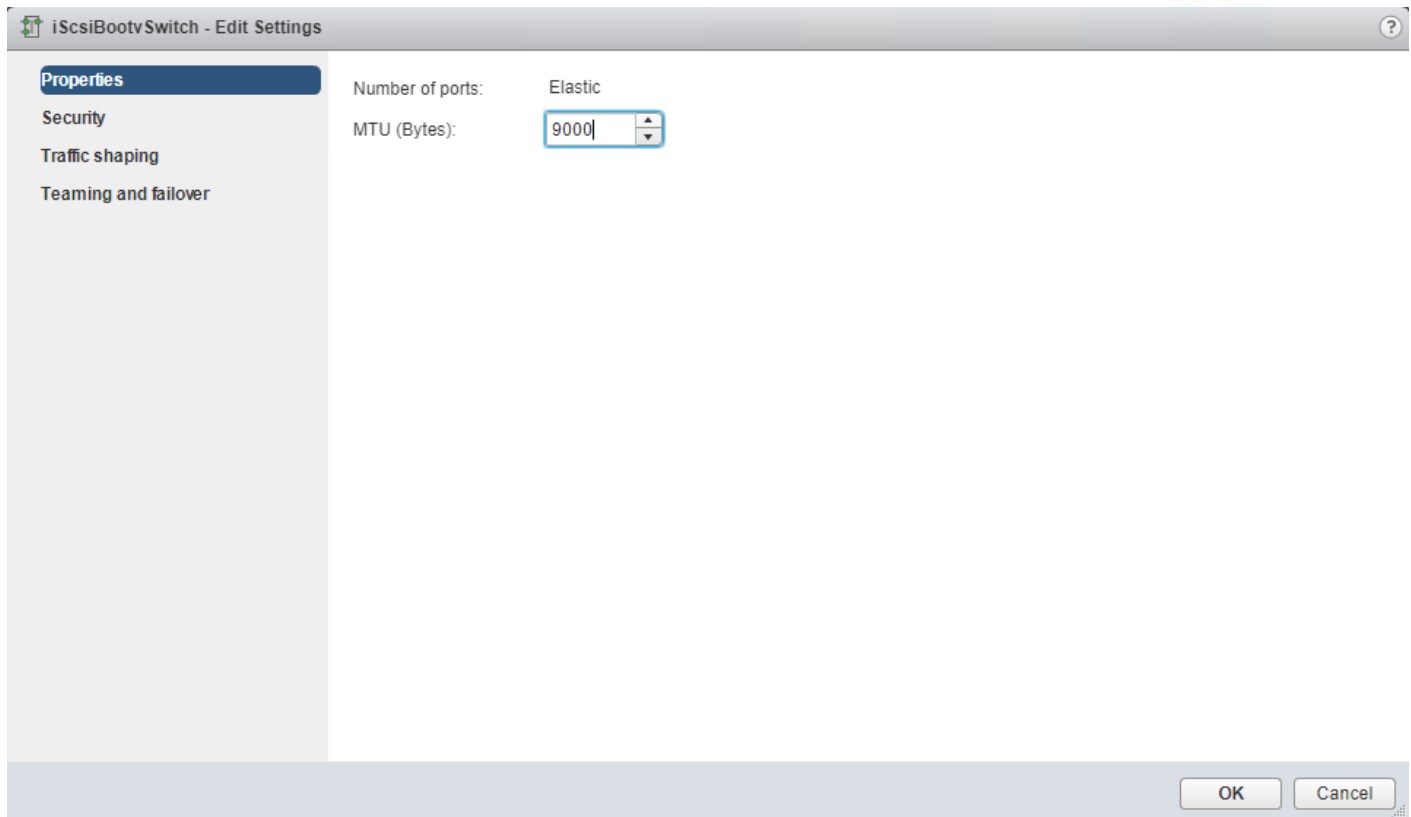 iScsiBootvSwitch - Edit Settings
?
Properties
Security
Traffic shaping
Teaming and failover
Number of ports: Elastic
MTU (Bytes): 9000
OK Cancel